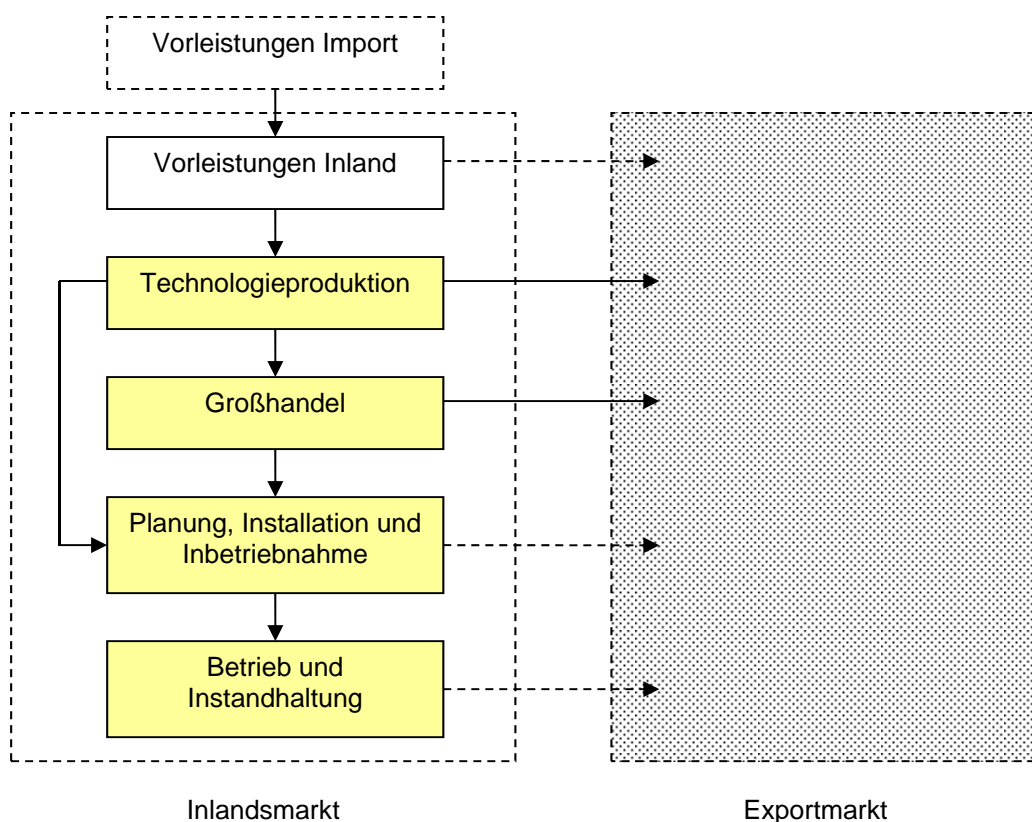 Vorleistungen Import
Vorleistungen Inland
Technologieproduktion
Großhandel
Planung, Installation und
Inbetriebnahme
Betrieb und
Instandhaltung
Inlandsmarkt
Exportmarkt